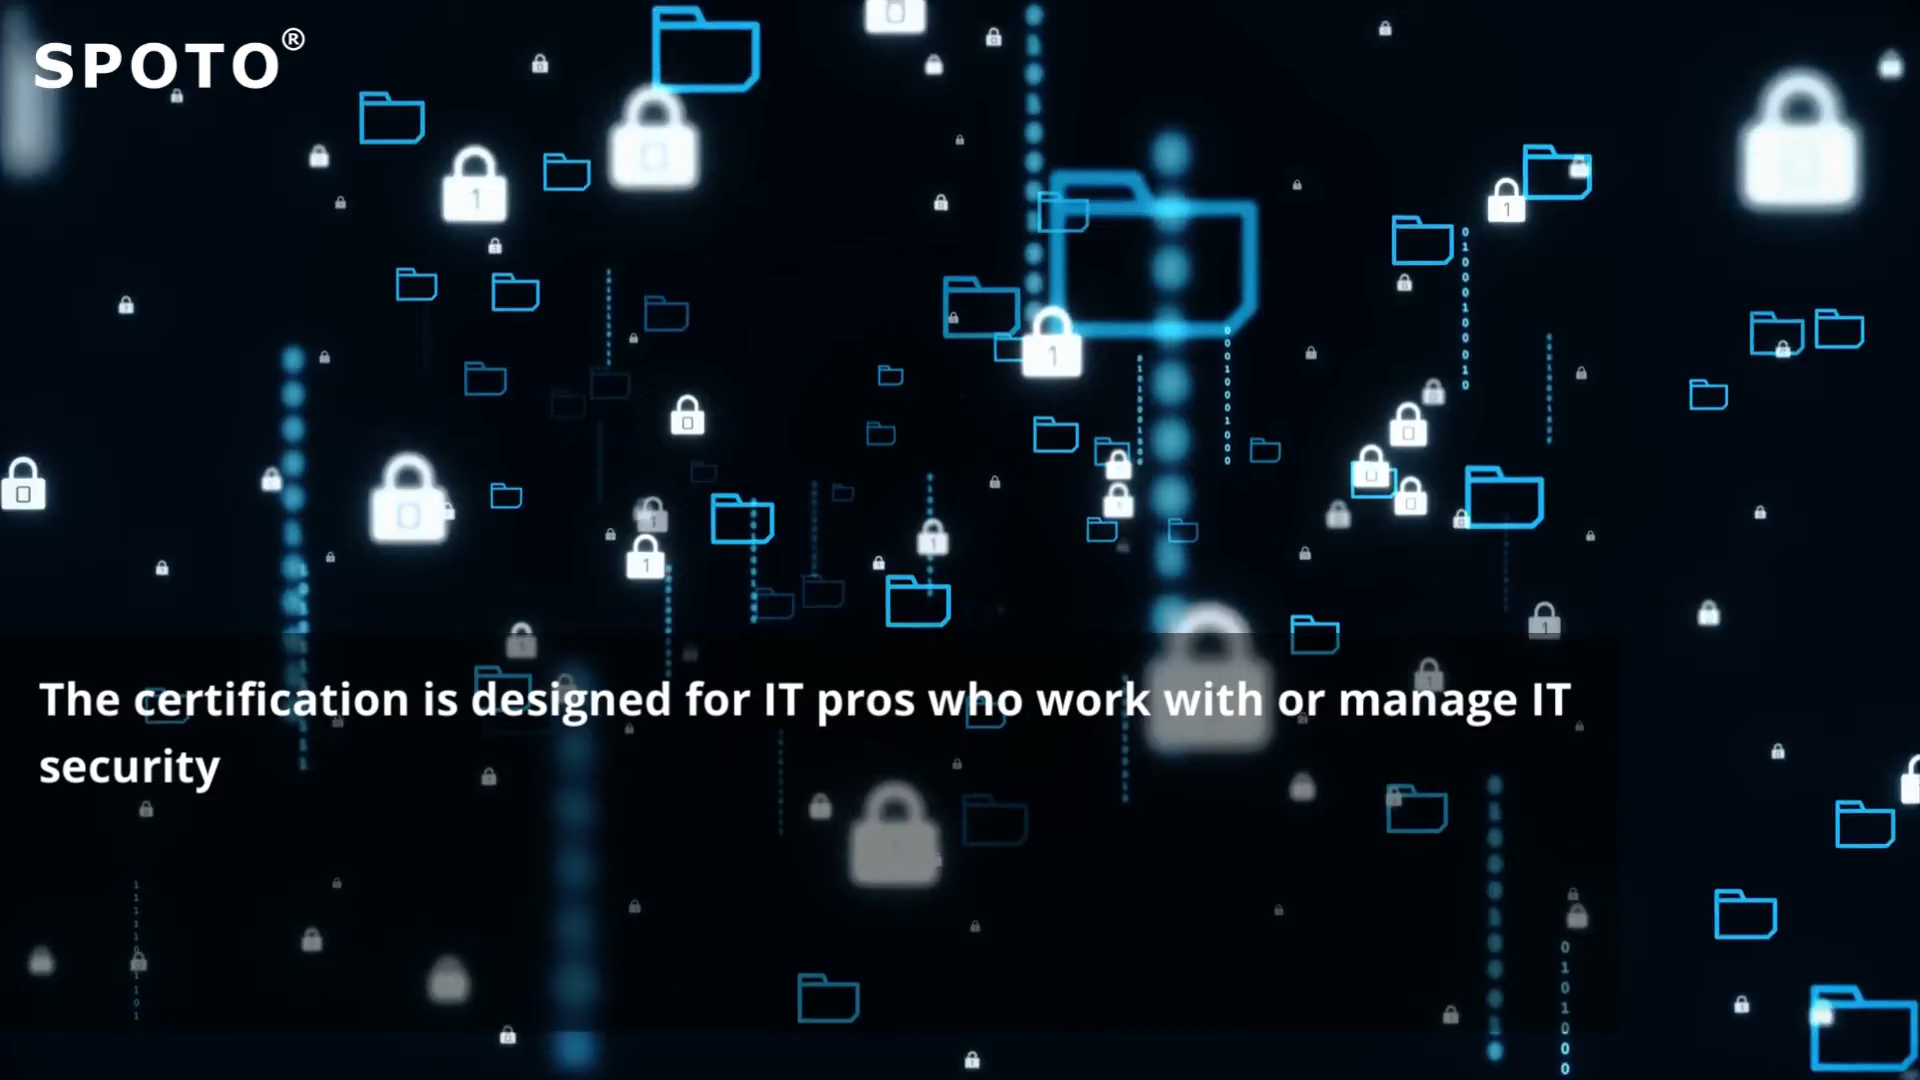 SPOTO®
The certification is designed for IT pros who work with or manage IT
security